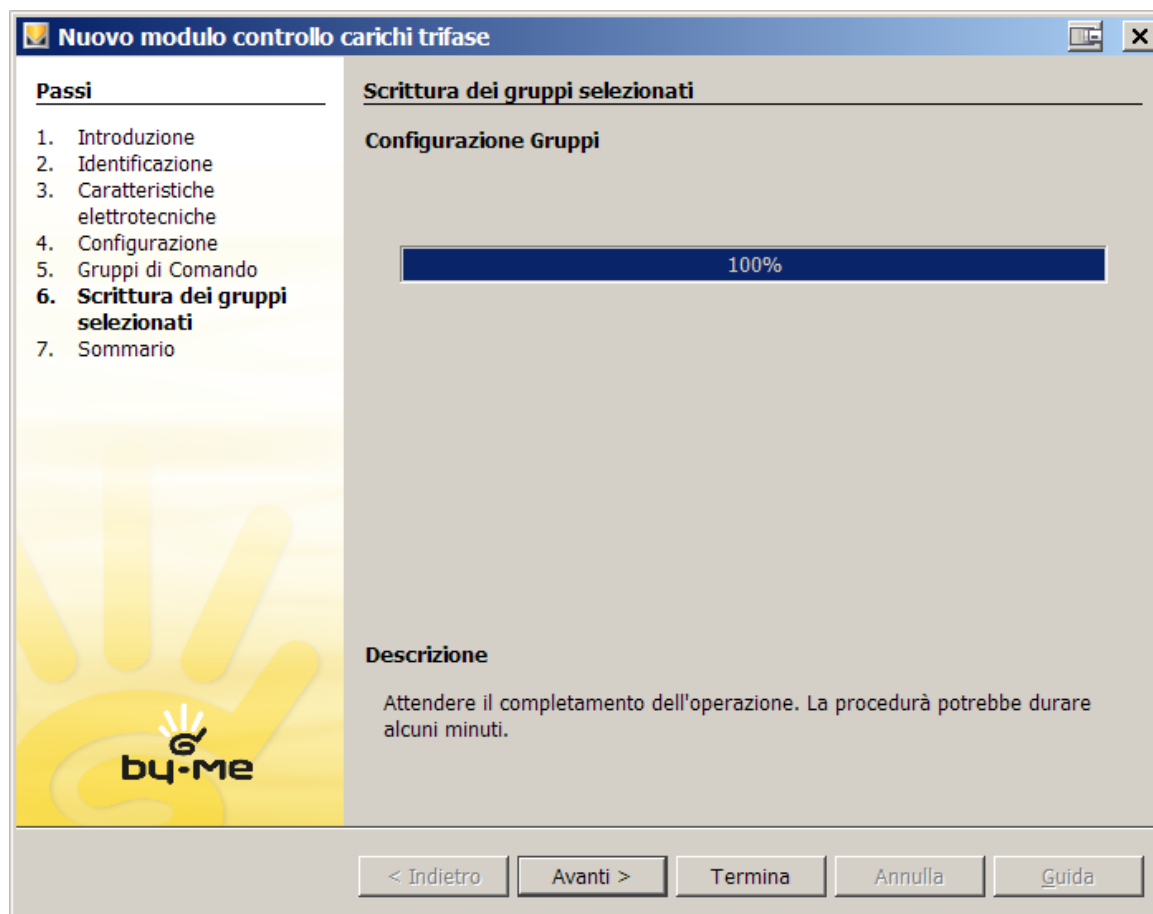 Nuovo modulo controllo carichi trifase
Passi
1. Introduzione
2. Identificazione
3. Caratteristiche
elettrotecniche
4. Configurazione
5. Gruppi di Comando
6. Scrittura dei gruppi
selezionati
7. Sommario
by-me
Scrittura dei gruppi selezionati
Configurazione Gruppi
100%
Descrizione
Attendere il completamento dell'operazione. La procedurà potrebbe durare
alcuni minuti.
< Indietro Avanti > Termina Annulla Guida